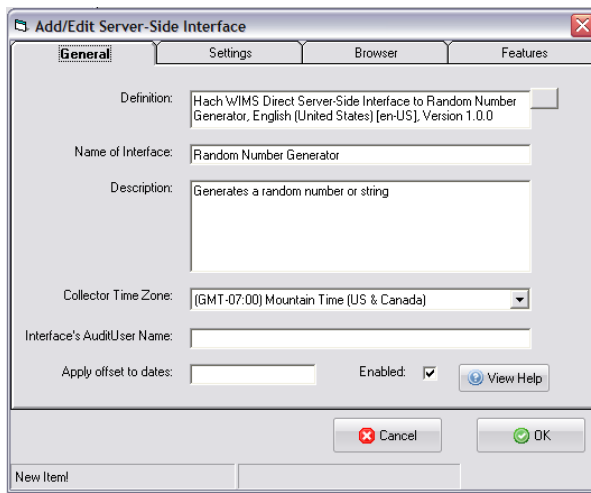 Add/Edit Server-Side Interface
General Settings Browser Features
Definition: Hach WIMS Direct Server-Side Interface to Random Number
Generator, English (United States) [en-US], Version 1.0.0
Name of Interface: Random Number Generator
Description: Generates a random number or string
Collector Time Zone: (GMT-07:00) Mountain Time (US & Canada)
Interface's AuditUser Name:
Apply offset to dates: Enabled: View Help
Cancel OK
New Item!